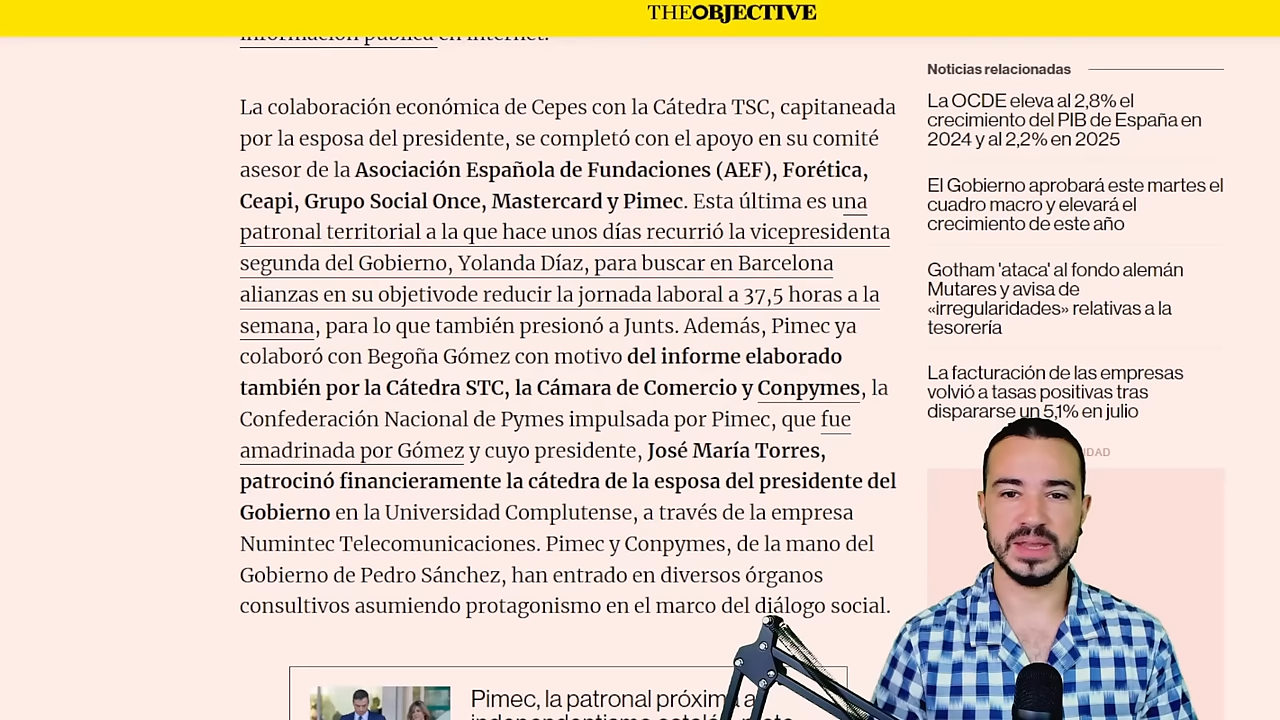 THEOBJECTIVE
información pública en internet.
La colaboración económica de Cepes con la Cátedra TSC, capitaneada
por la esposa del presidente, se completó con el apoyo en su comité
asesor de la Asociación Española de Fundaciones (AEF), Forética,
Ceapi, Grupo Social Once, Mastercard y Pimec. Esta última es una
patronal territorial a la que hace unos días recurrió la vicepresidenta
segunda del Gobierno, Yolanda Díaz, para buscar en Barcelona
alianzas en su objetivode reducir la jornada laboral a 37,5 horas a la
semana, para lo que también presionó a Junts. Además, Pimec ya
colaboró con Begoña Gómez con motivo del informe elaborado
también por la Cátedra STC, la Cámara de Comercio y Conpymes, la
Confederación Nacional de Pymes impulsada por Pimec, que fue
amadrinada por Gómez y cuyo presidente, José María Torres,
patrocinó financieramente la cátedra de la esposa del presidente del
Gobierno en la Universidad Complutense, a través de la empresa
Numintec Telecomunicaciones. Pimec y Conpymes, de la mano del
Gobierno de Pedro Sánchez, han entrado en diversos órganos
consultivos asumiendo protagonismo en el marco del diálogo social.
Pimec, la patronal próxima a
Noticias relacionadas
La OCDE eleva al 2,8% el
crecimiento del PIB de España en
2024 y al 2,2% en 2025
El Gobierno aprobará este martes el
cuadro macro y elevará el
crecimiento de este año
Gotham 'ataca' al fondo alemán
Mutares y avisa de
«irregularidades» relativas a la
tesorería
La facturación de las empresas
volvió a tasas positivas tras
dispararse un 5,1% en julio